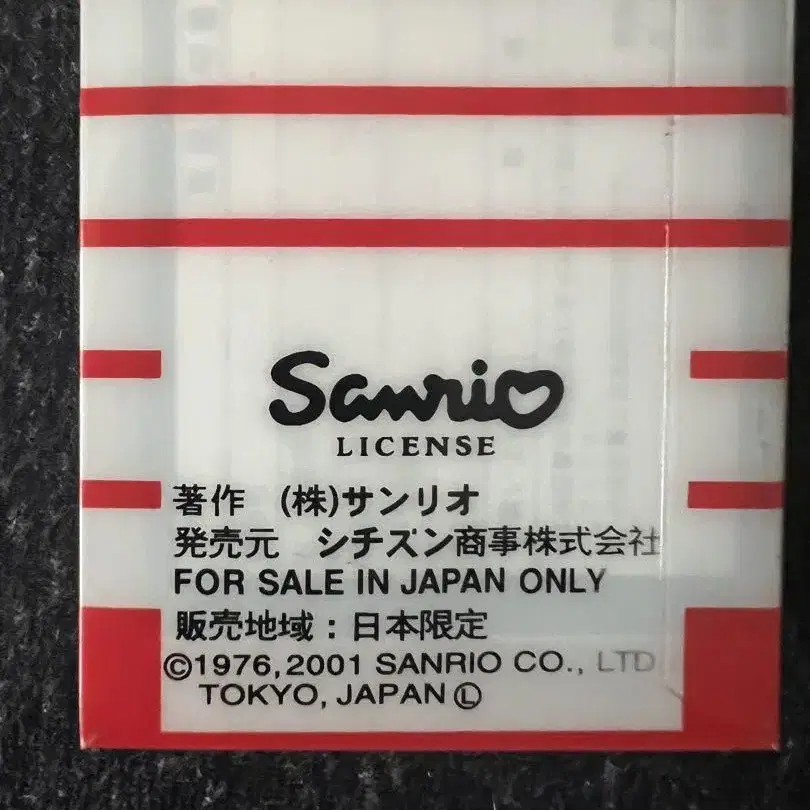 Sanrio
LICENSE
著作 (株)サンリオ
発売元 シチズン商事株式会社
FOR SALE IN JAPAN ONLY
販売地域：日本限定
©1976,2001 SANRIO CO., LTD
TOKYO, JAPAN Ⓛ